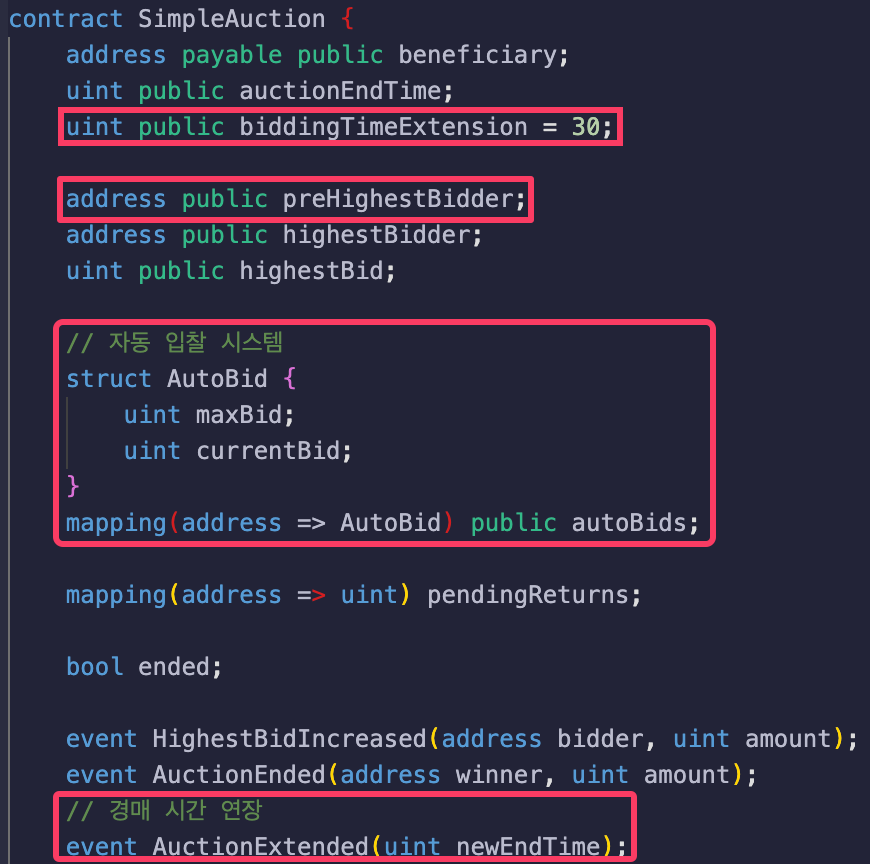 contract SimpleAuction {
address payable public beneficiary;
uint public auctionEndTime;
uint public biddingTimeExtension = 30;
address public preHighestBidder;
address public highestBidder;
uint public highestBid;
// 자동 입찰 시스템
struct AutoBid {
uint maxBid;
uint currentBid;
}
mapping(address => AutoBid) public autoBids;
mapping(address => uint) pendingReturns;
bool ended;
event HighestBidIncreased(address bidder, uint amount);
event AuctionEnded(address winner, uint amount);
// 경매 시간 연장
event AuctionExtended(uint newEndTime);